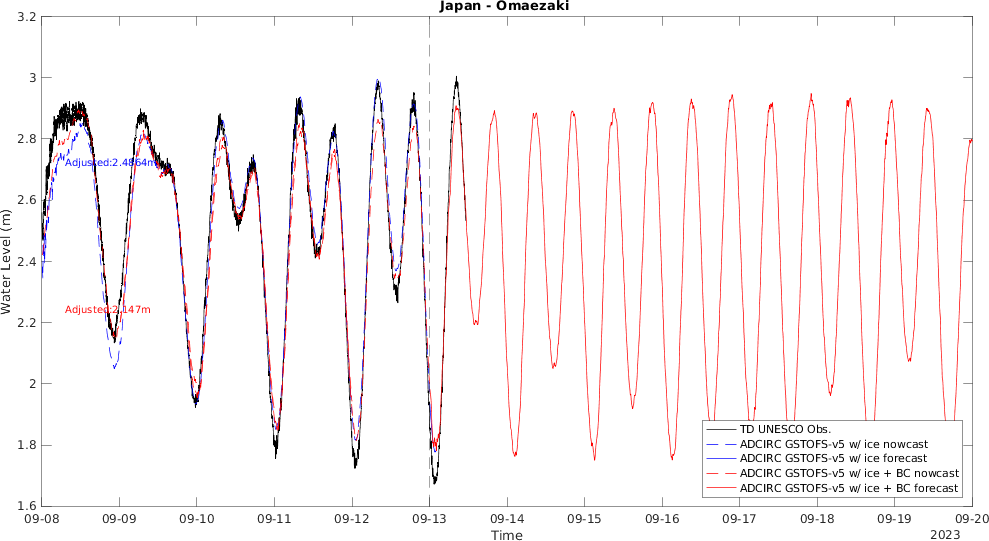 Japan - Omaezaki
3.2
3
2.8
2.6
2.4
2.2
2
1.8
1.6
Water Level (m)
Adjusted:2.4864m
Adjusted:2.147m
TD UNESCO Obs.
ADCIRC GSTOFS-v5 w/ ice nowcast
ADCIRC GSTOFS-v5 w/ ice forecast
ADCIRC GSTOFS-v5 w/ ice + BC nowcast
ADCIRC GSTOFS-v5 w/ ice + BC forecast
09-08 09-09 09-10 09-11 09-12 09-13 09-14 09-15 09-16 09-17 09-18 09-19 09-20
Time
2023